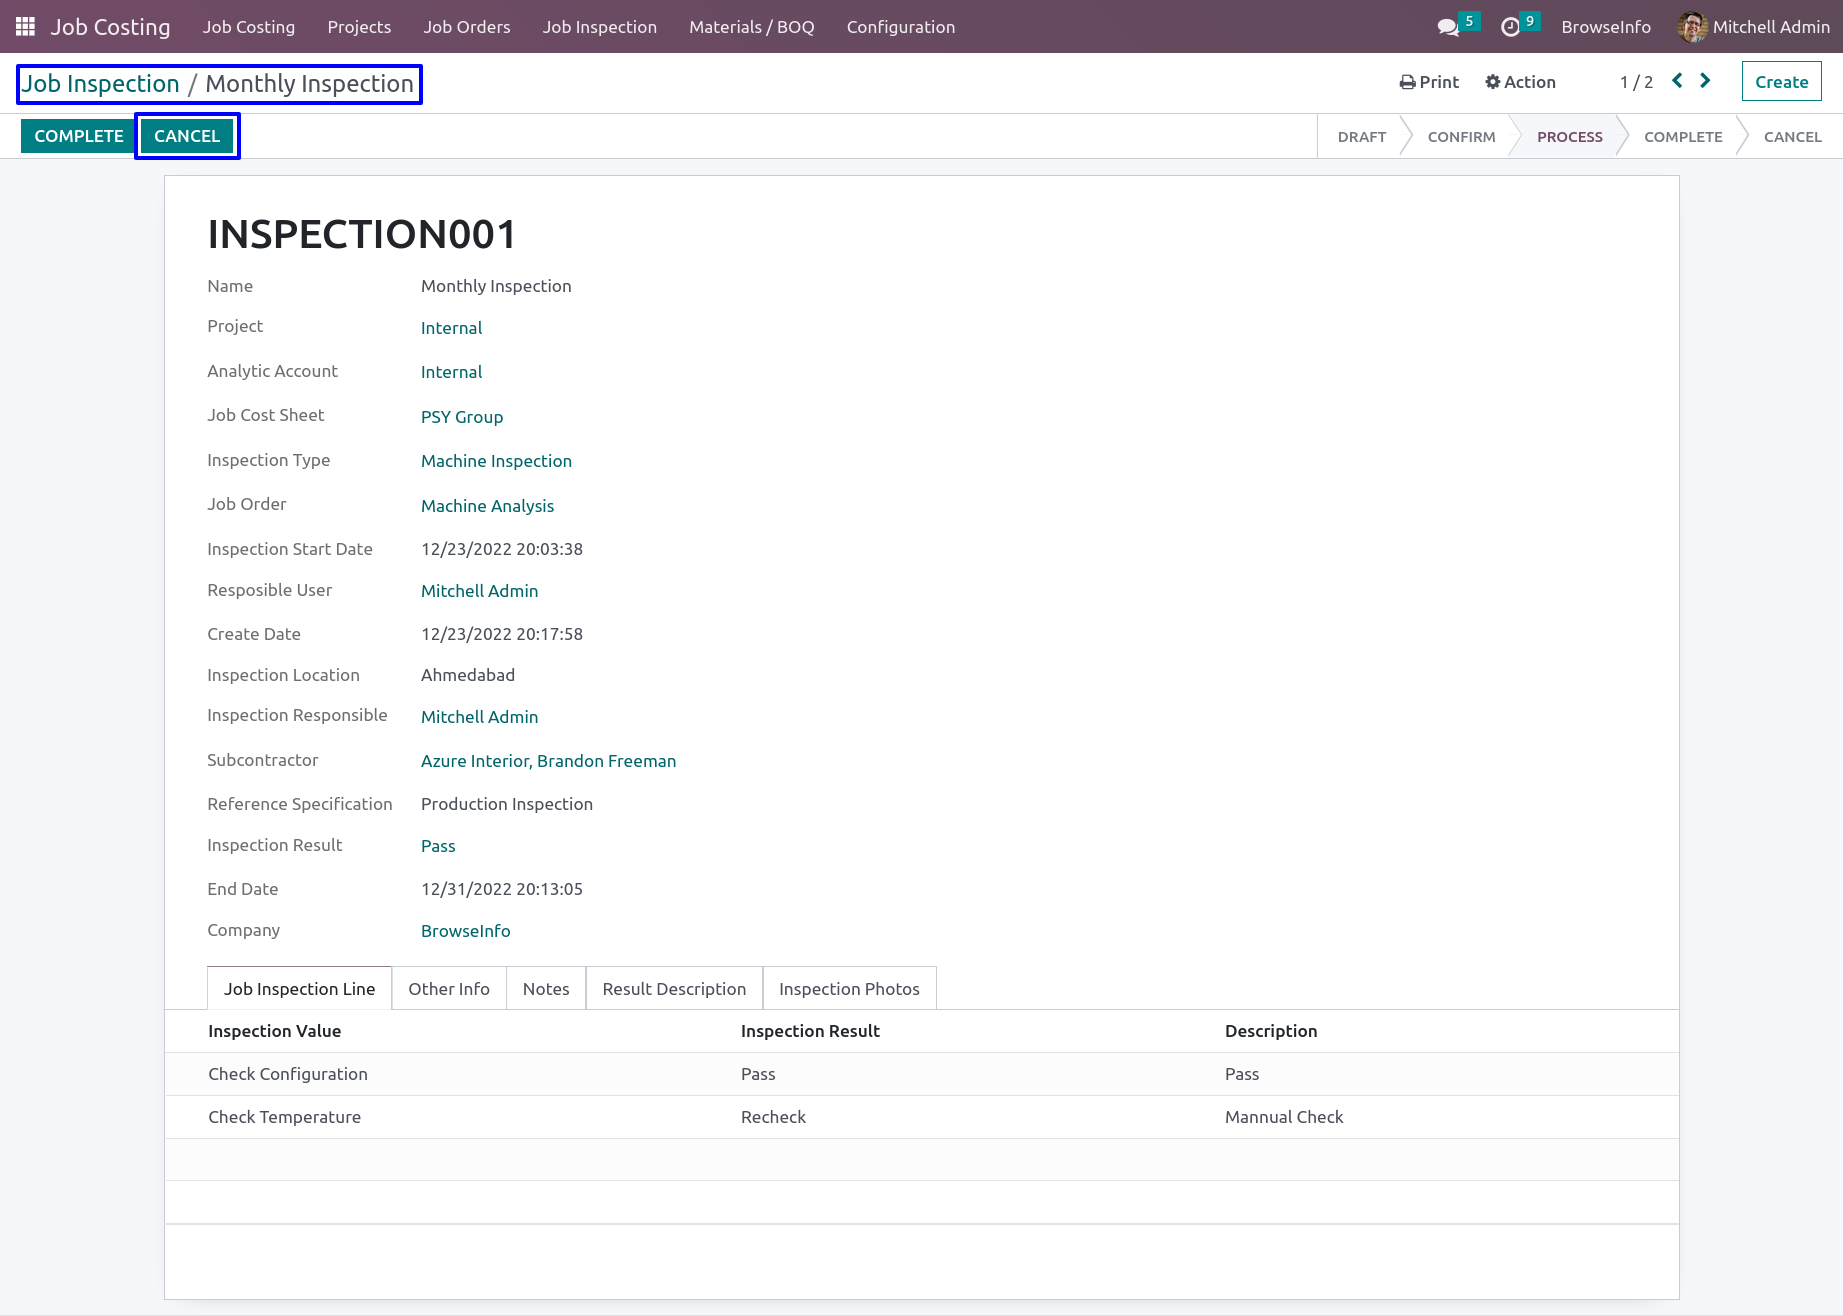 Job Costing Job Costing Projects Job Orders Job Inspection Materials / BOQ Configuration 5 9 BrowseInfo Mitchell Admin
Job Inspection / Monthly Inspection Print Action 1 / 2 Create
COMPLETE CANCEL DRAFT CONFIRM PROCESS COMPLETE CANCEL
INSPECTION001
Name Monthly Inspection
Project Internal
Analytic Account Internal
Job Cost Sheet PSY Group
Inspection Type Machine Inspection
Job Order Machine Analysis
Inspection Start Date 12/23/2022 20:03:38
Resposible User Mitchell Admin
Create Date 12/23/2022 20:17:58
Inspection Location Ahmedabad
Inspection Responsible Mitchell Admin
Subcontractor Azure Interior, Brandon Freeman
Reference Specification Production Inspection
Inspection Result Pass
End Date 12/31/2022 20:13:05
Company BrowseInfo
Job Inspection Line Other Info Notes Result Description Inspection Photos
Inspection Value Inspection Result Description
Check Configuration Pass Pass
Check Temperature Recheck Mannual Check